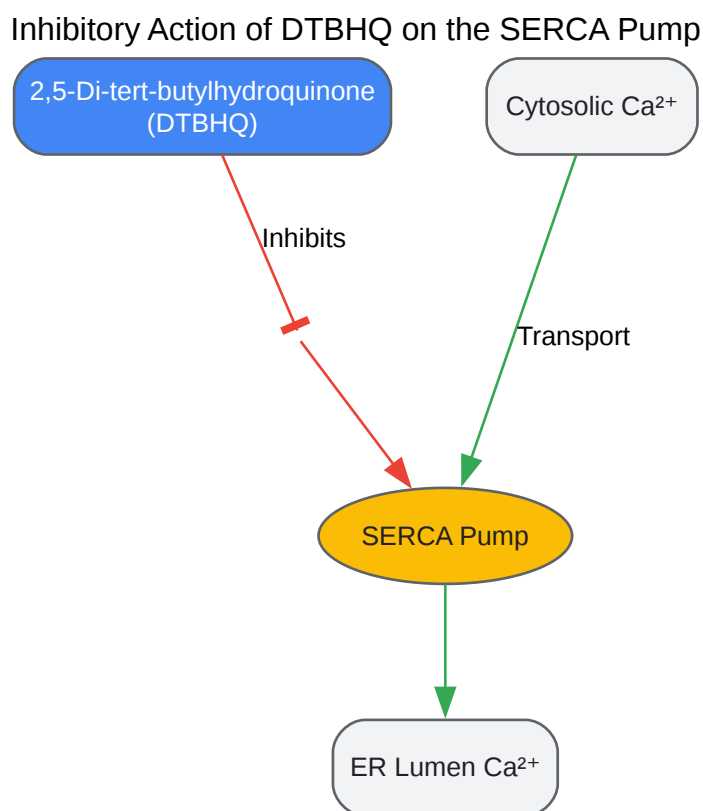 Inhibitory Action of DTBHQ on the SERCA Pump
2,5-Di-tert-butylhydroquinone
(DTBHQ)
Cytosolic Ca²⁺
Inhibits
Transport
SERCA Pump
ER Lumen Ca²⁺